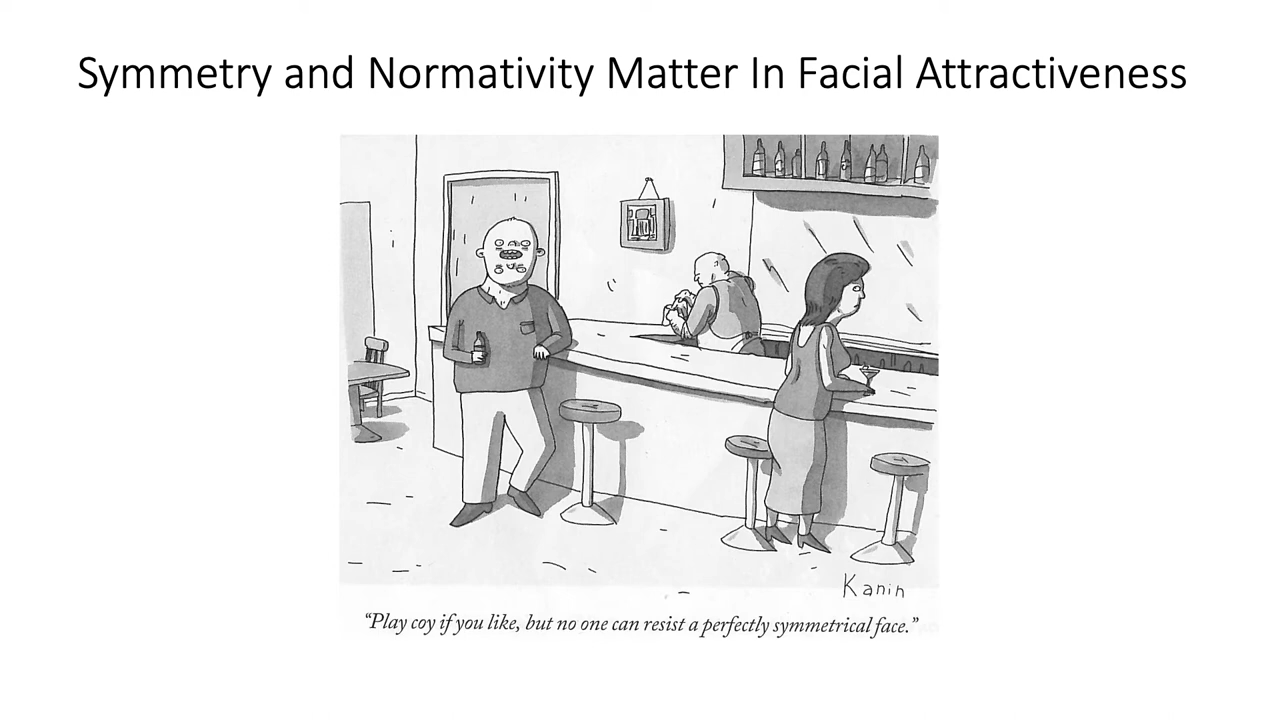 Symmetry and Normativity Matter In Facial Attractiveness
Kanin
“Play coy if you like, but no one can resist a perfectly symmetrical face.”